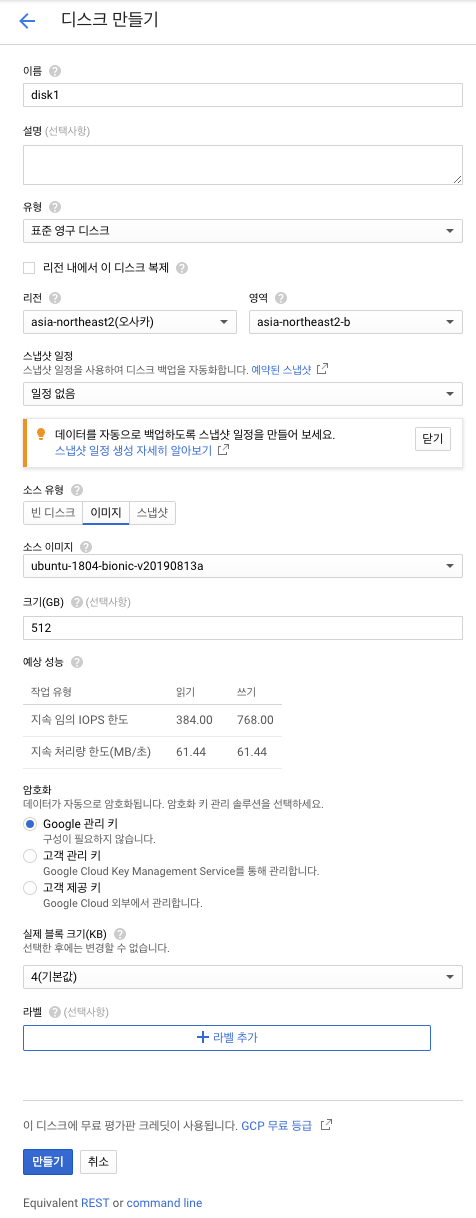 디스크 만들기
이름
disk1
설명 (선택사항)
유형
표준 영구 디스크
리전 내에서 이 디스크 복제
리전 영역
asia-northeast2(오사카) asia-northeast2-b
스냅샷 일정
스냅샷 일정을 사용하여 디스크 백업을 자동화합니다. 예약된 스냅샷
일정 없음
데이터를 자동으로 백업하도록 스냅샷 일정을 만들어 보세요. 닫기
스냅샷 일정 생성 자세히 알아보기
소스 유형
빈 디스크 이미지 스냅샷
소스 이미지
ubuntu-1804-bionic-v20190813a
크기(GB) (선택사항)
512
예상 성능
작업 유형 읽기 쓰기
지속 임의 IOPS 한도 384.00 768.00
지속 처리량 한도(MB/초) 61.44 61.44
암호화
데이터가 자동으로 암호화됩니다. 암호화 키 관리 솔루션을 선택하세요.
Google 관리 키
구성이 필요하지 않습니다.
고객 관리 키
Google Cloud Key Management Service를 통해 관리합니다.
고객 제공 키
Google Cloud 외부에서 관리합니다.
실제 블록 크기(KB)
선택한 후에는 변경할 수 없습니다.
4(기본값)
라벨 (선택사항)
+ 라벨 추가
이 디스크에 무료 평가판 크레딧이 사용됩니다. GCP 무료 등급
만들기 취소
Equivalent REST or command line